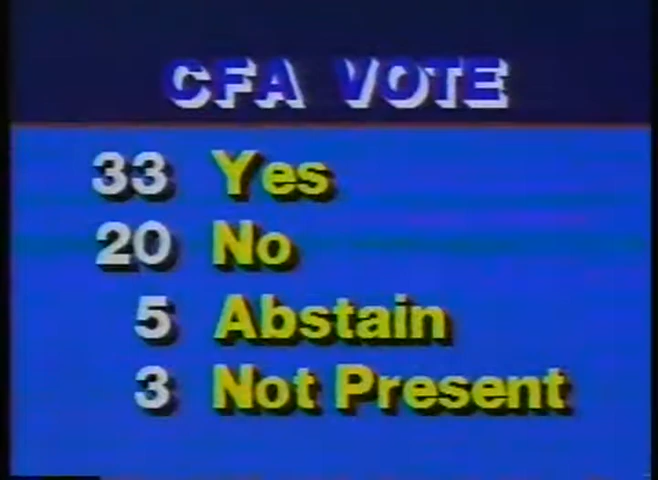 CFA VOTE
33 Yes
20 No
5 Abstain
3 Not Present